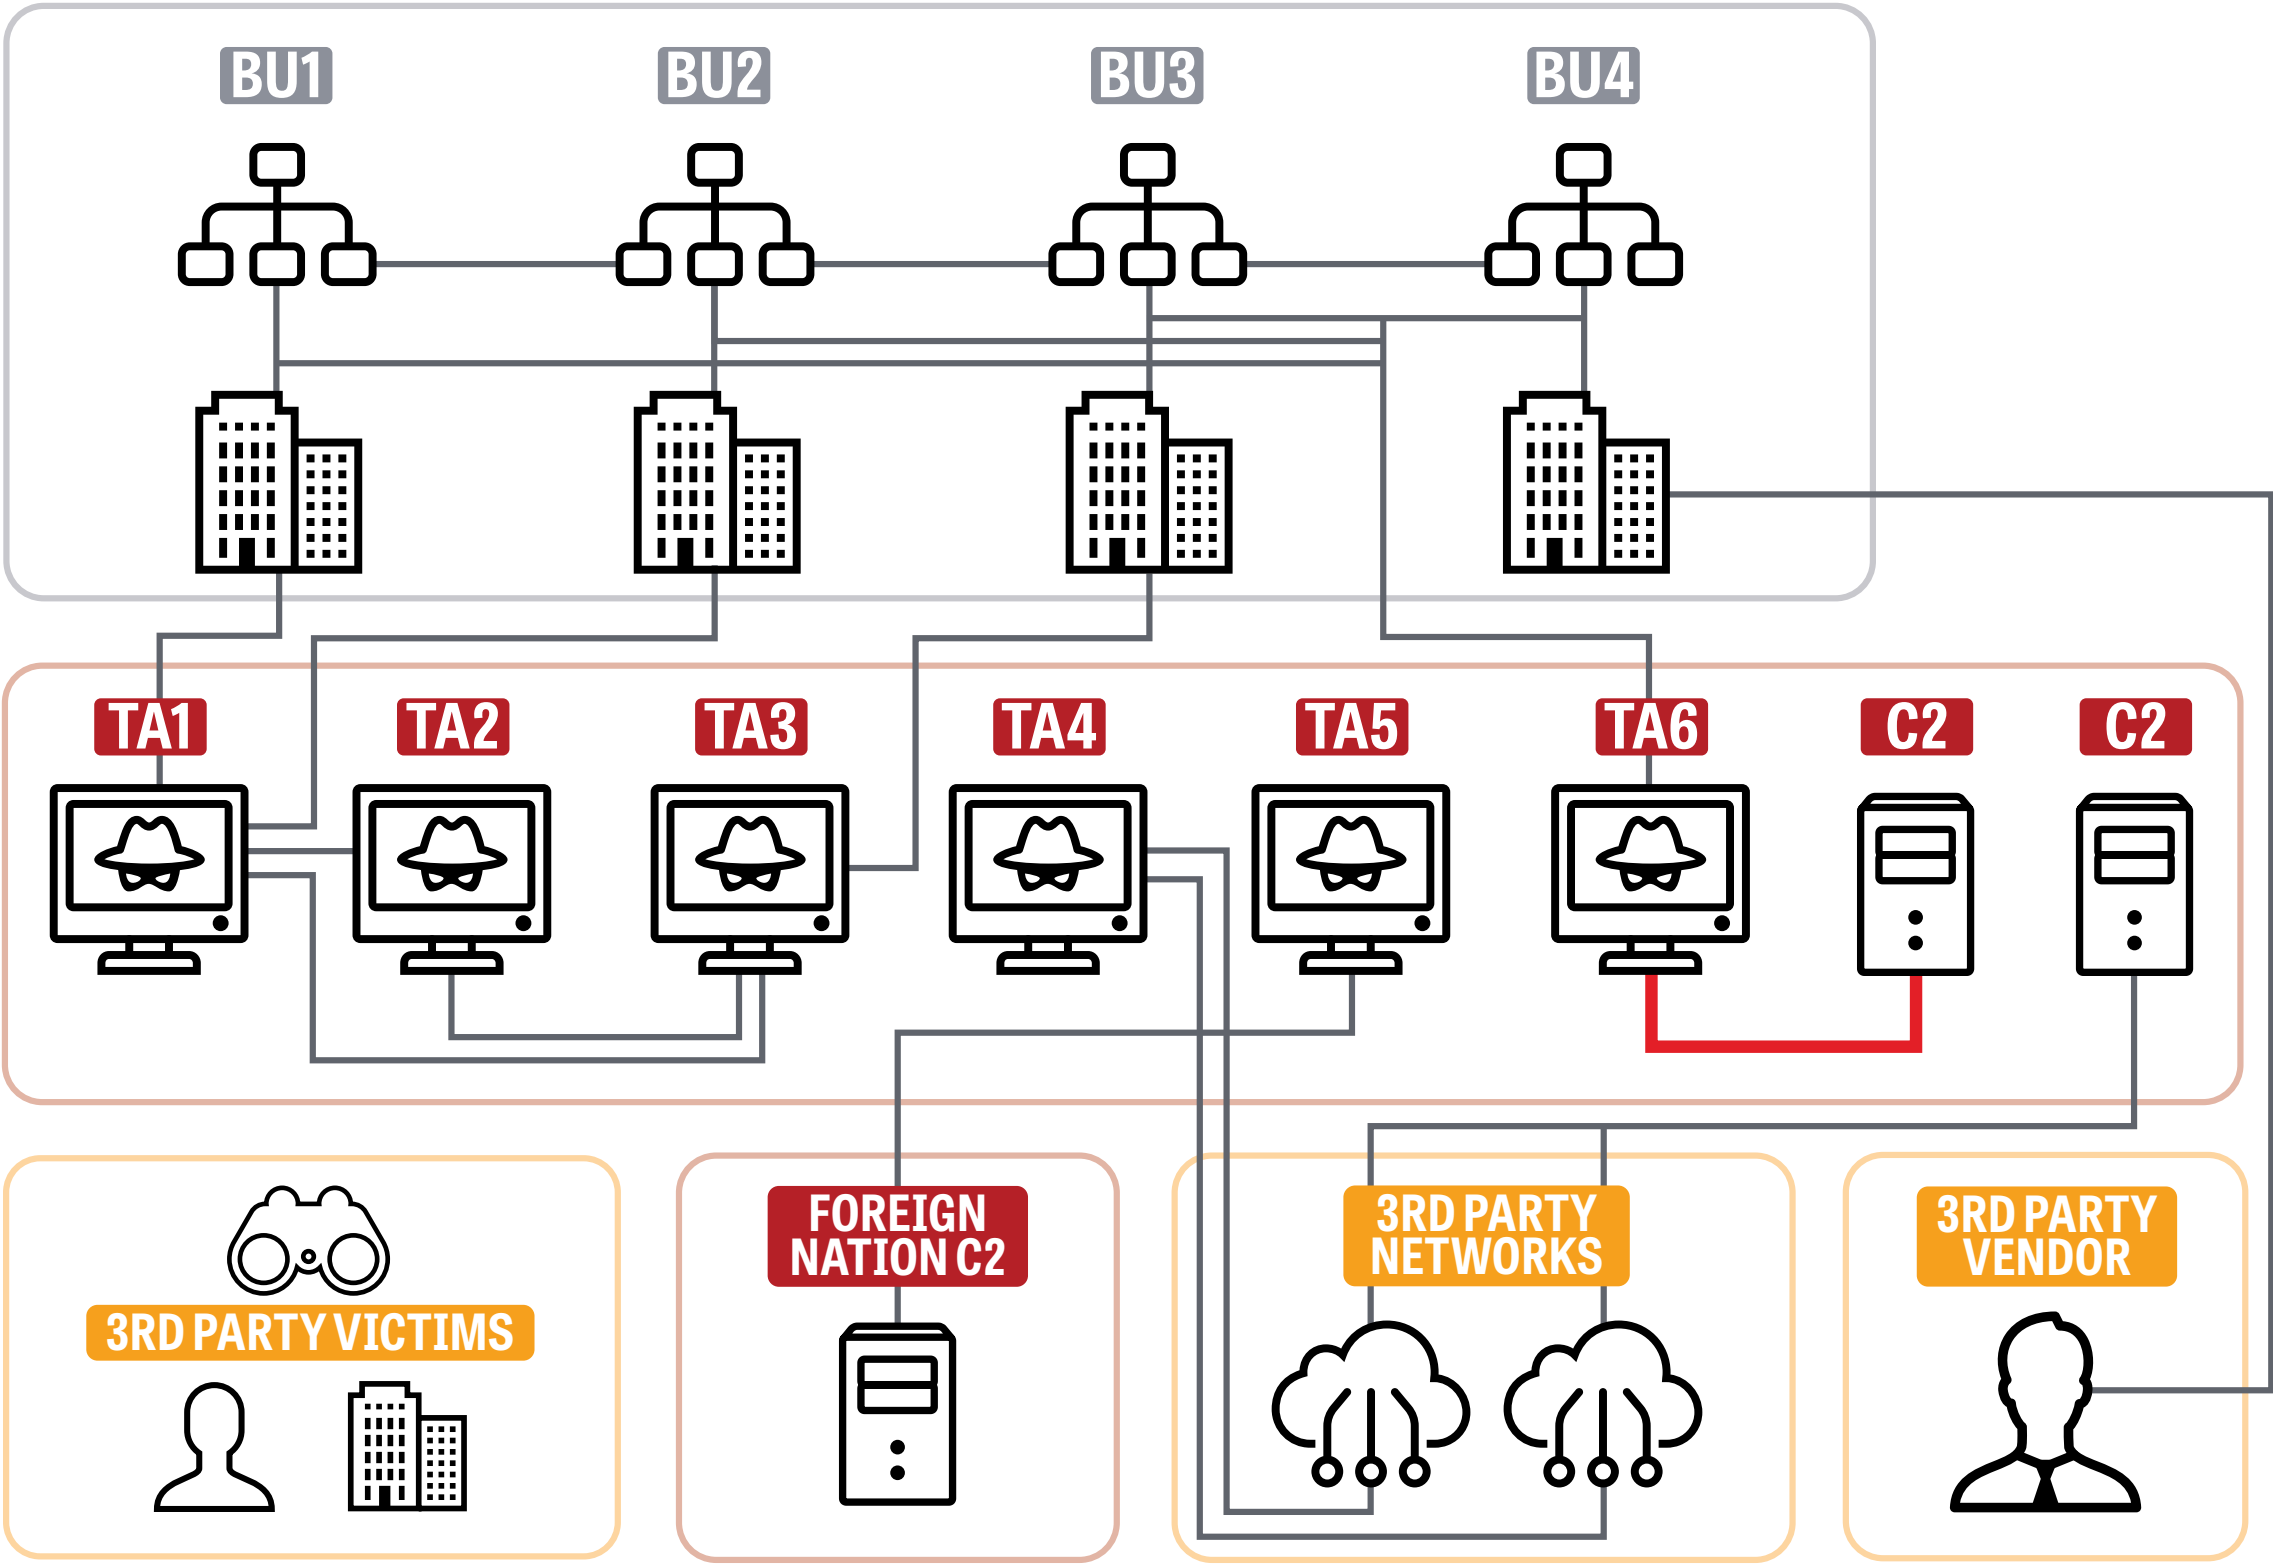 BU1
BU2
BU3
BU4
TA1
TA2
TA3
TA4
TA5
TA6
C2
C2
3RD PARTY VICTIMS
FOREIGN
NATION C2
3RD PARTY
NETWORKS
3RD PARTY
VENDOR